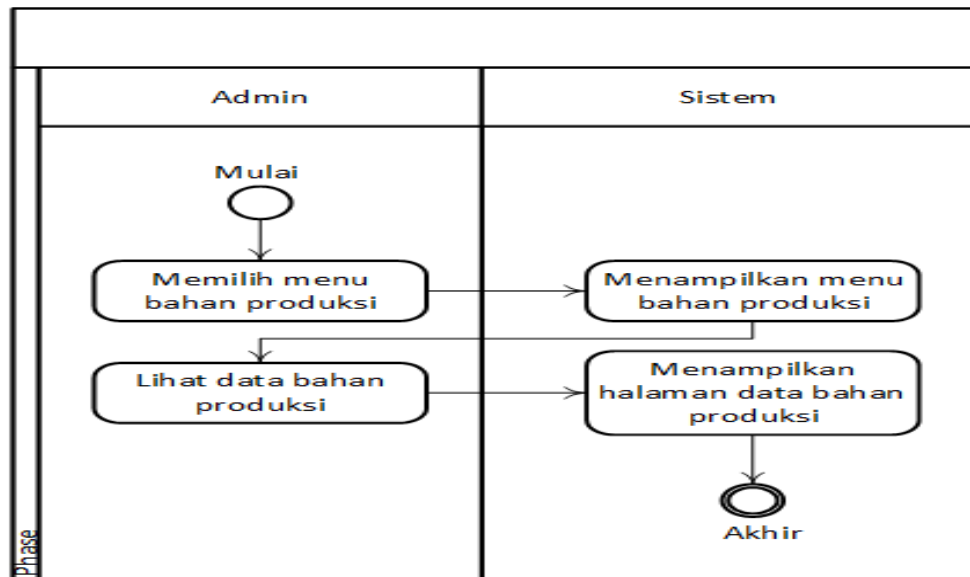 Admin
Sistem
Mulai
Memilih menu
bahan produksi
Menampilkan menu
bahan produksi
Lihat data bahan
produksi
Menampilkan
halaman data bahan
produksi
Akhir
Phase